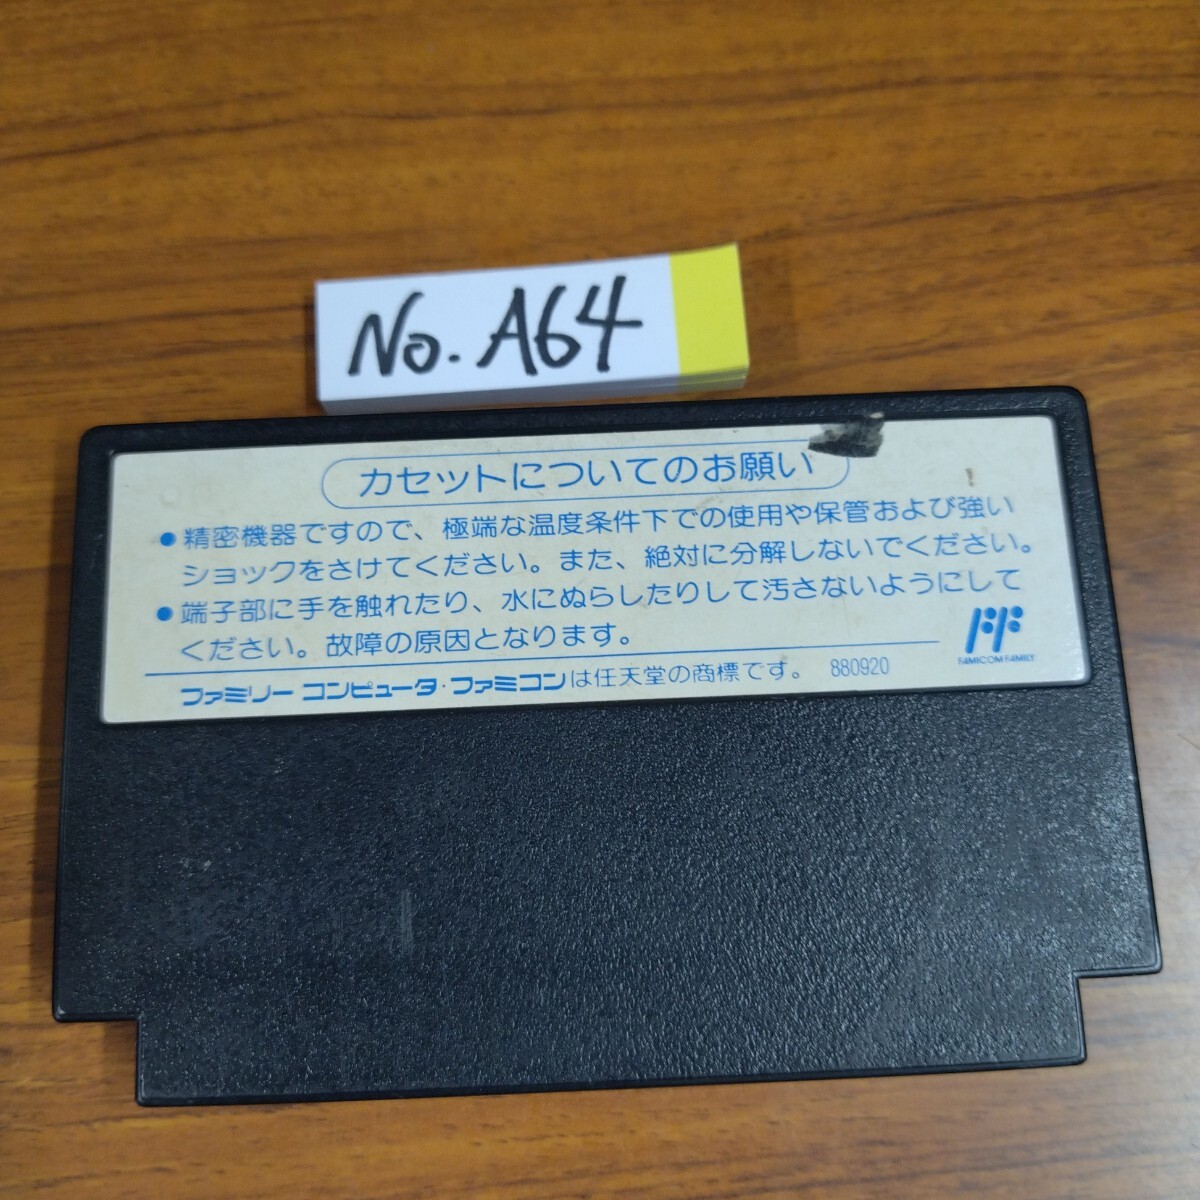 No. A64
カセットについてのお願い
●精密機器ですので、極端な温度条件下での使用や保管および強い
ショックをさけてください。また、絶対に分解しないでください。
●端子部に手を触れたり、水にぬらしたりして汚さないようにして
ください。故障の原因となります。
FAMICOM FAMILY
ファミリーコンピュータ・ファミコンは任天堂の商標です。 880920